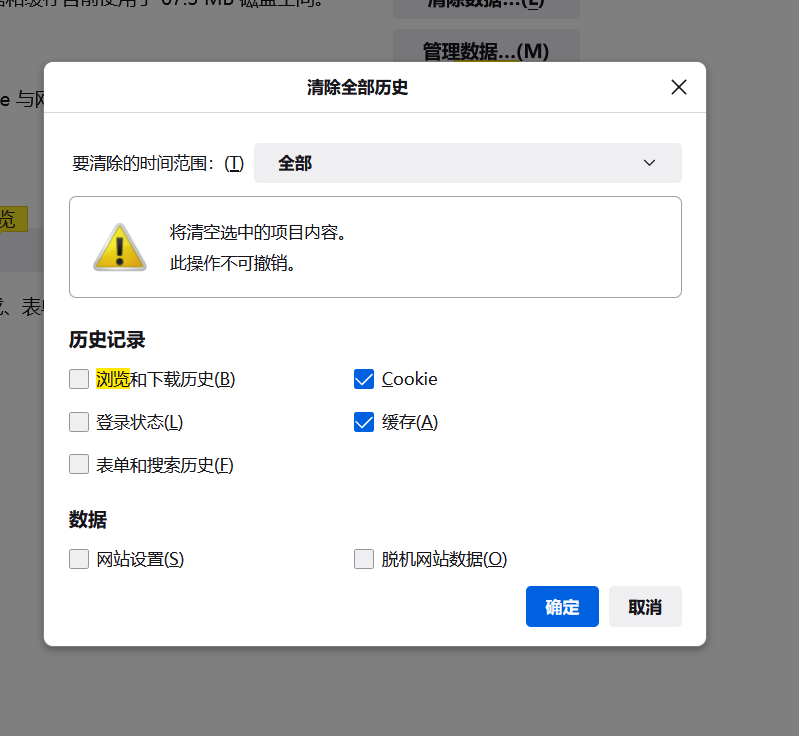 清除数据…(L)
管理数据…(M)
清除全部历史
要清除的时间范围：(T)
全部
将清空选中的项目内容。
此操作不可撤销。
历史记录
浏览和下载历史(B)
Cookie
登录状态(L)
缓存(A)
表单和搜索历史(F)
数据
网站设置(S)
脱机网站数据(O)
确定
取消
e 与网
览
、表单